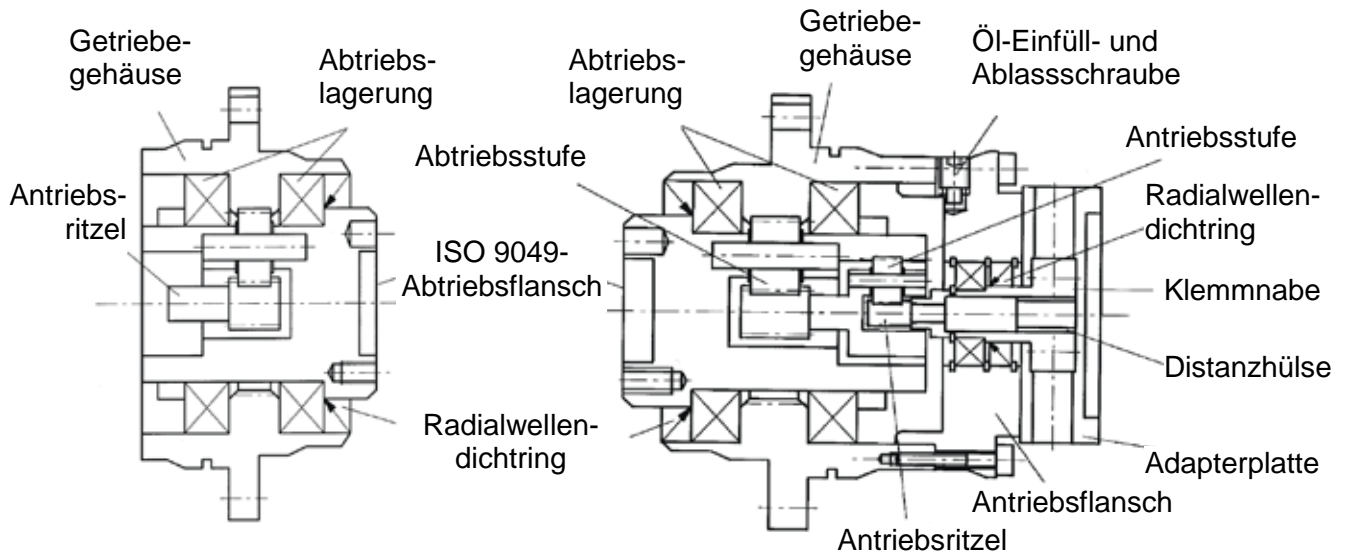 Getriebe-
gehäuse
Abtriebs-
lagerung
Antriebs-
ritzel
ISO 9049-
Abtriebsflansch
Radialwellen-
dichtring
Abtriebs-
lagerung
Getriebe-
gehäuse
Öl-Einfüll- und
Ablassschraube
Abtriebsstufe
Antriebsstufe
Radialwellen-
dichtring
Klemmnabe
Distanzhülse
Adapterplatte
Antriebsflansch
Antriebsritzel